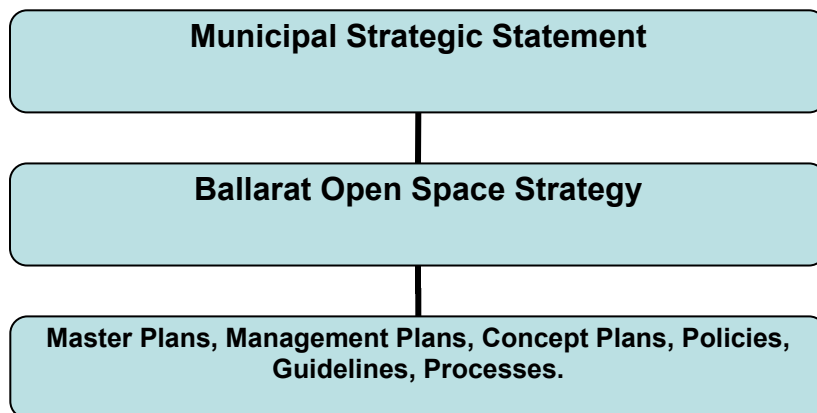 Municipal Strategic Statement
Ballarat Open Space Strategy
Master Plans, Management Plans, Concept Plans, Policies,
Guidelines, Processes.